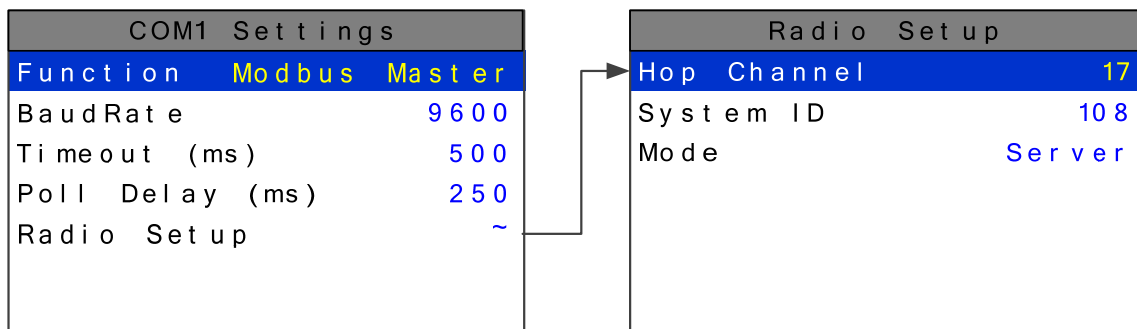 COM1 Settings
Function Modbus Master
BaudRate 9600
Timeout (ms) 500
Poll Delay (ms) 250
Radio Setup ~
Radio Setup
Hop Channel 17
System ID 108
Mode Server